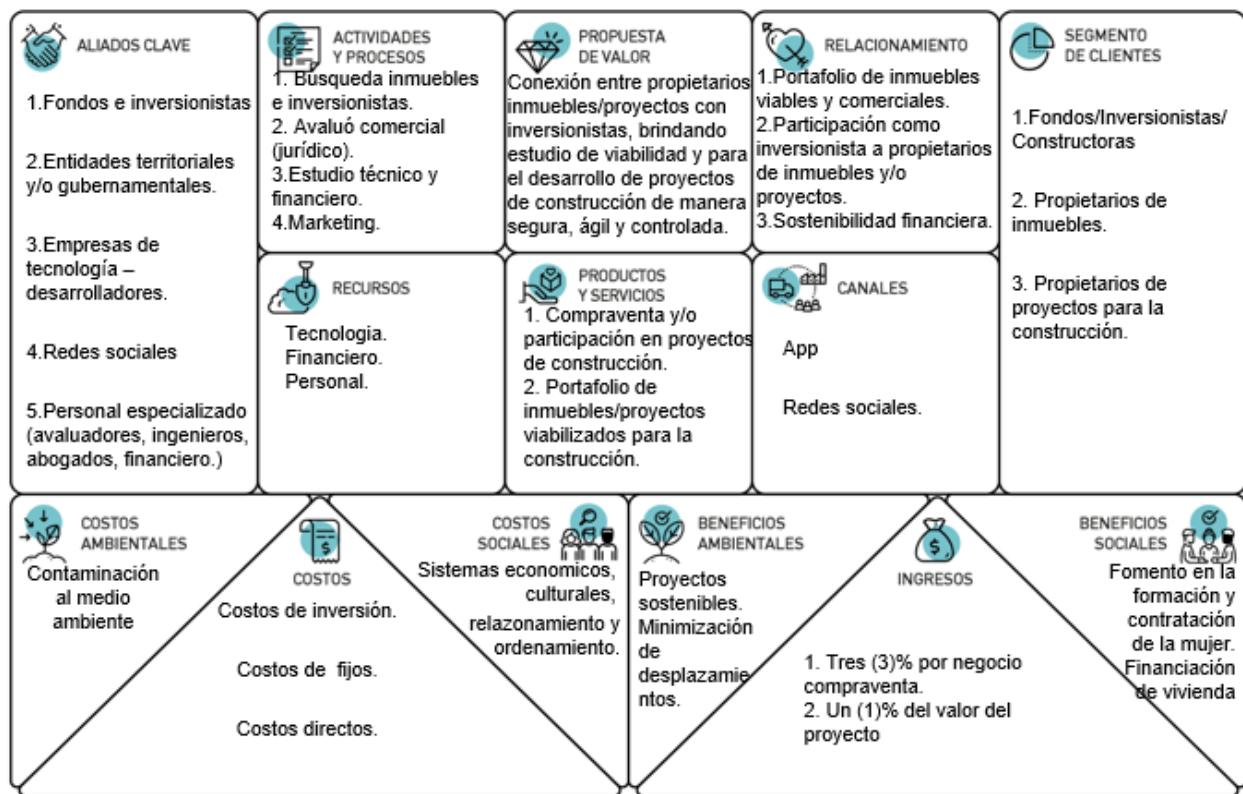 ALIADOS CLAVE
1.Fondos e inversionistas
2.Entidades territoriales
y/o gubernamentales.
3.Empresas de
tecnología –
desarrolladores.
4.Redes sociales
5.Personal especializado
(avaluadores, ingenieros,
abogados, financiero.)
ACTIVIDADES
Y PROCESOS
1. Búsqueda inmuebles
e inversionistas.
2. Avaluó comercial
(jurídico).
3.Estudio técnico y
financiero.
4.Marketing.
RECURSOS
Tecnologia.
Financiero.
Personal.
PROPUESTA
DE VALOR
Conexión entre propietarios
inmuebles/proyectos con
inversionistas, brindando
estudio de viabilidad y para
el desarrollo de proyectos
de construcción de manera
segura, ágil y controlada.
PRODUCTOS
Y SERVICIOS
1. Compraventa y/o
participación en proyectos
de construcción.
2. Portafolio de
inmuebles/proyectos
viabilizados para la
construcción.
RELACIONAMIENTO
1.Portafolio de inmuebles
viables y comerciales.
2.Participación como
inversionista a propietarios
de inmuebles y/o
proyectos.
3.Sostenibilidad financiera.
CANALES
App
Redes sociales.
SEGMENTO
DE CLIENTES
1.Fondos/Inversionistas/
Constructoras
2. Propietarios de
inmuebles.
3. Propietarios de
proyectos para la
construcción.
COSTOS
AMBIENTALES
Contaminación
al medio
ambiente
$
COSTOS
Costos de inversión.
Costos de fijos.
Costos directos.
COSTOS
SOCIALES
Sistemas economicos,
culturales,
relazonamiento y
ordenamiento.
BENEFICIOS
AMBIENTALES
Proyectos
sostenibles.
Minimización
de
desplazamie
ntos.
$
INGRESOS
1. Tres (3)% por negocio
compraventa.
2. Un (1)% del valor del
proyecto
BENEFICIOS
SOCIALES
Fomento en la
formación y
contratación
de la mujer.
Financiación
de vivienda